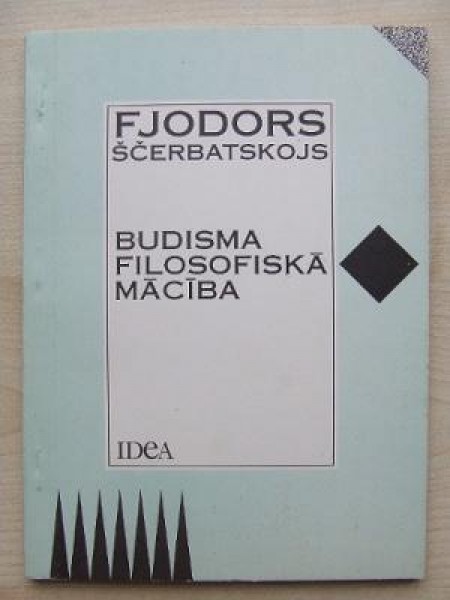 FJODORS
ŠČERBATSKOJS
BUDISMA
FILOSOFISKĀ
MĀCĪBA
IDeA